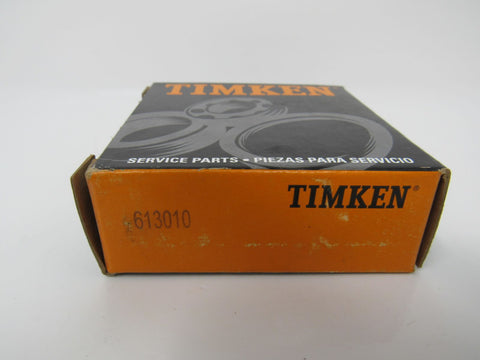 TIMKEN
SERVICE PARTS • PIEZAS PARA SERVICIO
TIMKEN®
613010